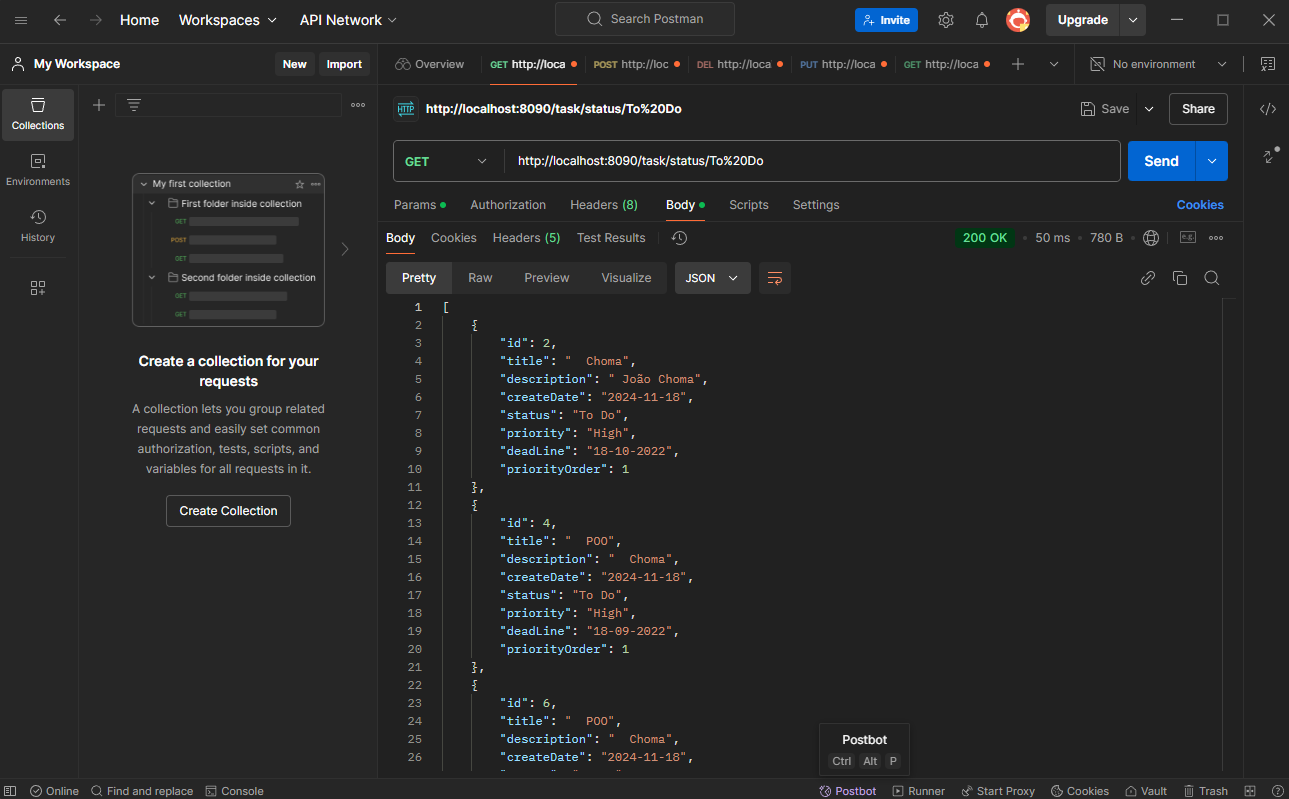 Home Workspaces API Network Search Postman Invite Upgrade
My Workspace New Import
Overview GET http://loca POST http://loc DEL http://loca PUT http://loca GET http://loca No environment
Collections
Environments
History
My first collection
First folder inside collection
GET
POST
GET
Second folder inside collection
GET
GET
Create a collection for your
requests
A collection lets you group related
requests and easily set common
authorization, tests, scripts, and
variables for all requests in it.
Create Collection
HTTP http://localhost:8090/task/status/To%20Do Save Share
GET http://localhost:8090/task/status/To%20Do Send
Params Authorization Headers (8) Body Scripts Settings Cookies
Body Cookies Headers (5) Test Results 200 OK 50 ms 780 B e.g.
Pretty Raw Preview Visualize JSON
1 [
2 {
3 "id": 2,
4 "title": "  Choma",
5 "description": " João Choma",
6 "createDate": "2024-11-18",
7 "status": "To Do",
8 "priority": "High",
9 "deadLine": "18-10-2022",
10 "priorityOrder": 1
11 },
12 {
13 "id": 4,
14 "title": "  POO",
15 "description": "  Choma",
16 "createDate": "2024-11-18",
17 "status": "To Do",
18 "priority": "High",
19 "deadLine": "18-09-2022",
20 "priorityOrder": 1
21 },
22 {
23 "id": 6,
24 "title": "  POO",
25 "description": "  Choma",
26 "createDate": "2024-11-18",
Postbot
Ctrl Alt P
Online Find and replace Console Postbot Runner Start Proxy Cookies Vault Trash